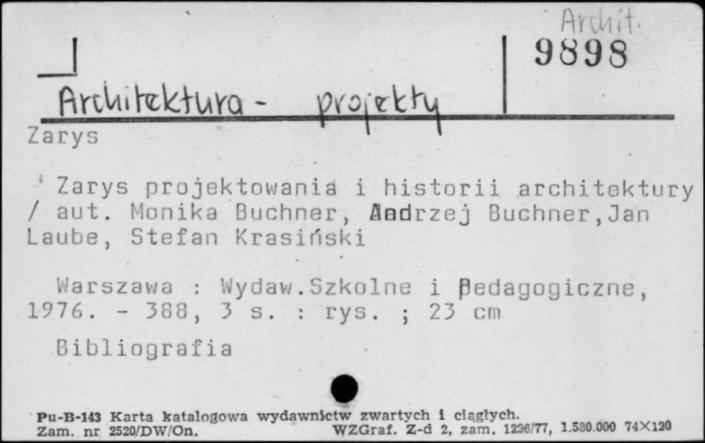 Archit.
9898
Architektura - projekty
Zarys
Zarys projektowania i historii architektury
/ aut. Monika Buchner, Andrzej Buchner,Jan
Laube, Stefan Krasiński
Warszawa : Wydaw.Szkolne i Pedagogiczne,
1976. - 388, 3 s. : rys. ; 23 cm
Bibliografia
Pu-B-143 Karta katalogowa wydawnictw zwartych i ciągłych.
Zam. nr 2520/DW/On. WZGraf. Z-d 2, zam. 1226/77, 1.580.000 74×120